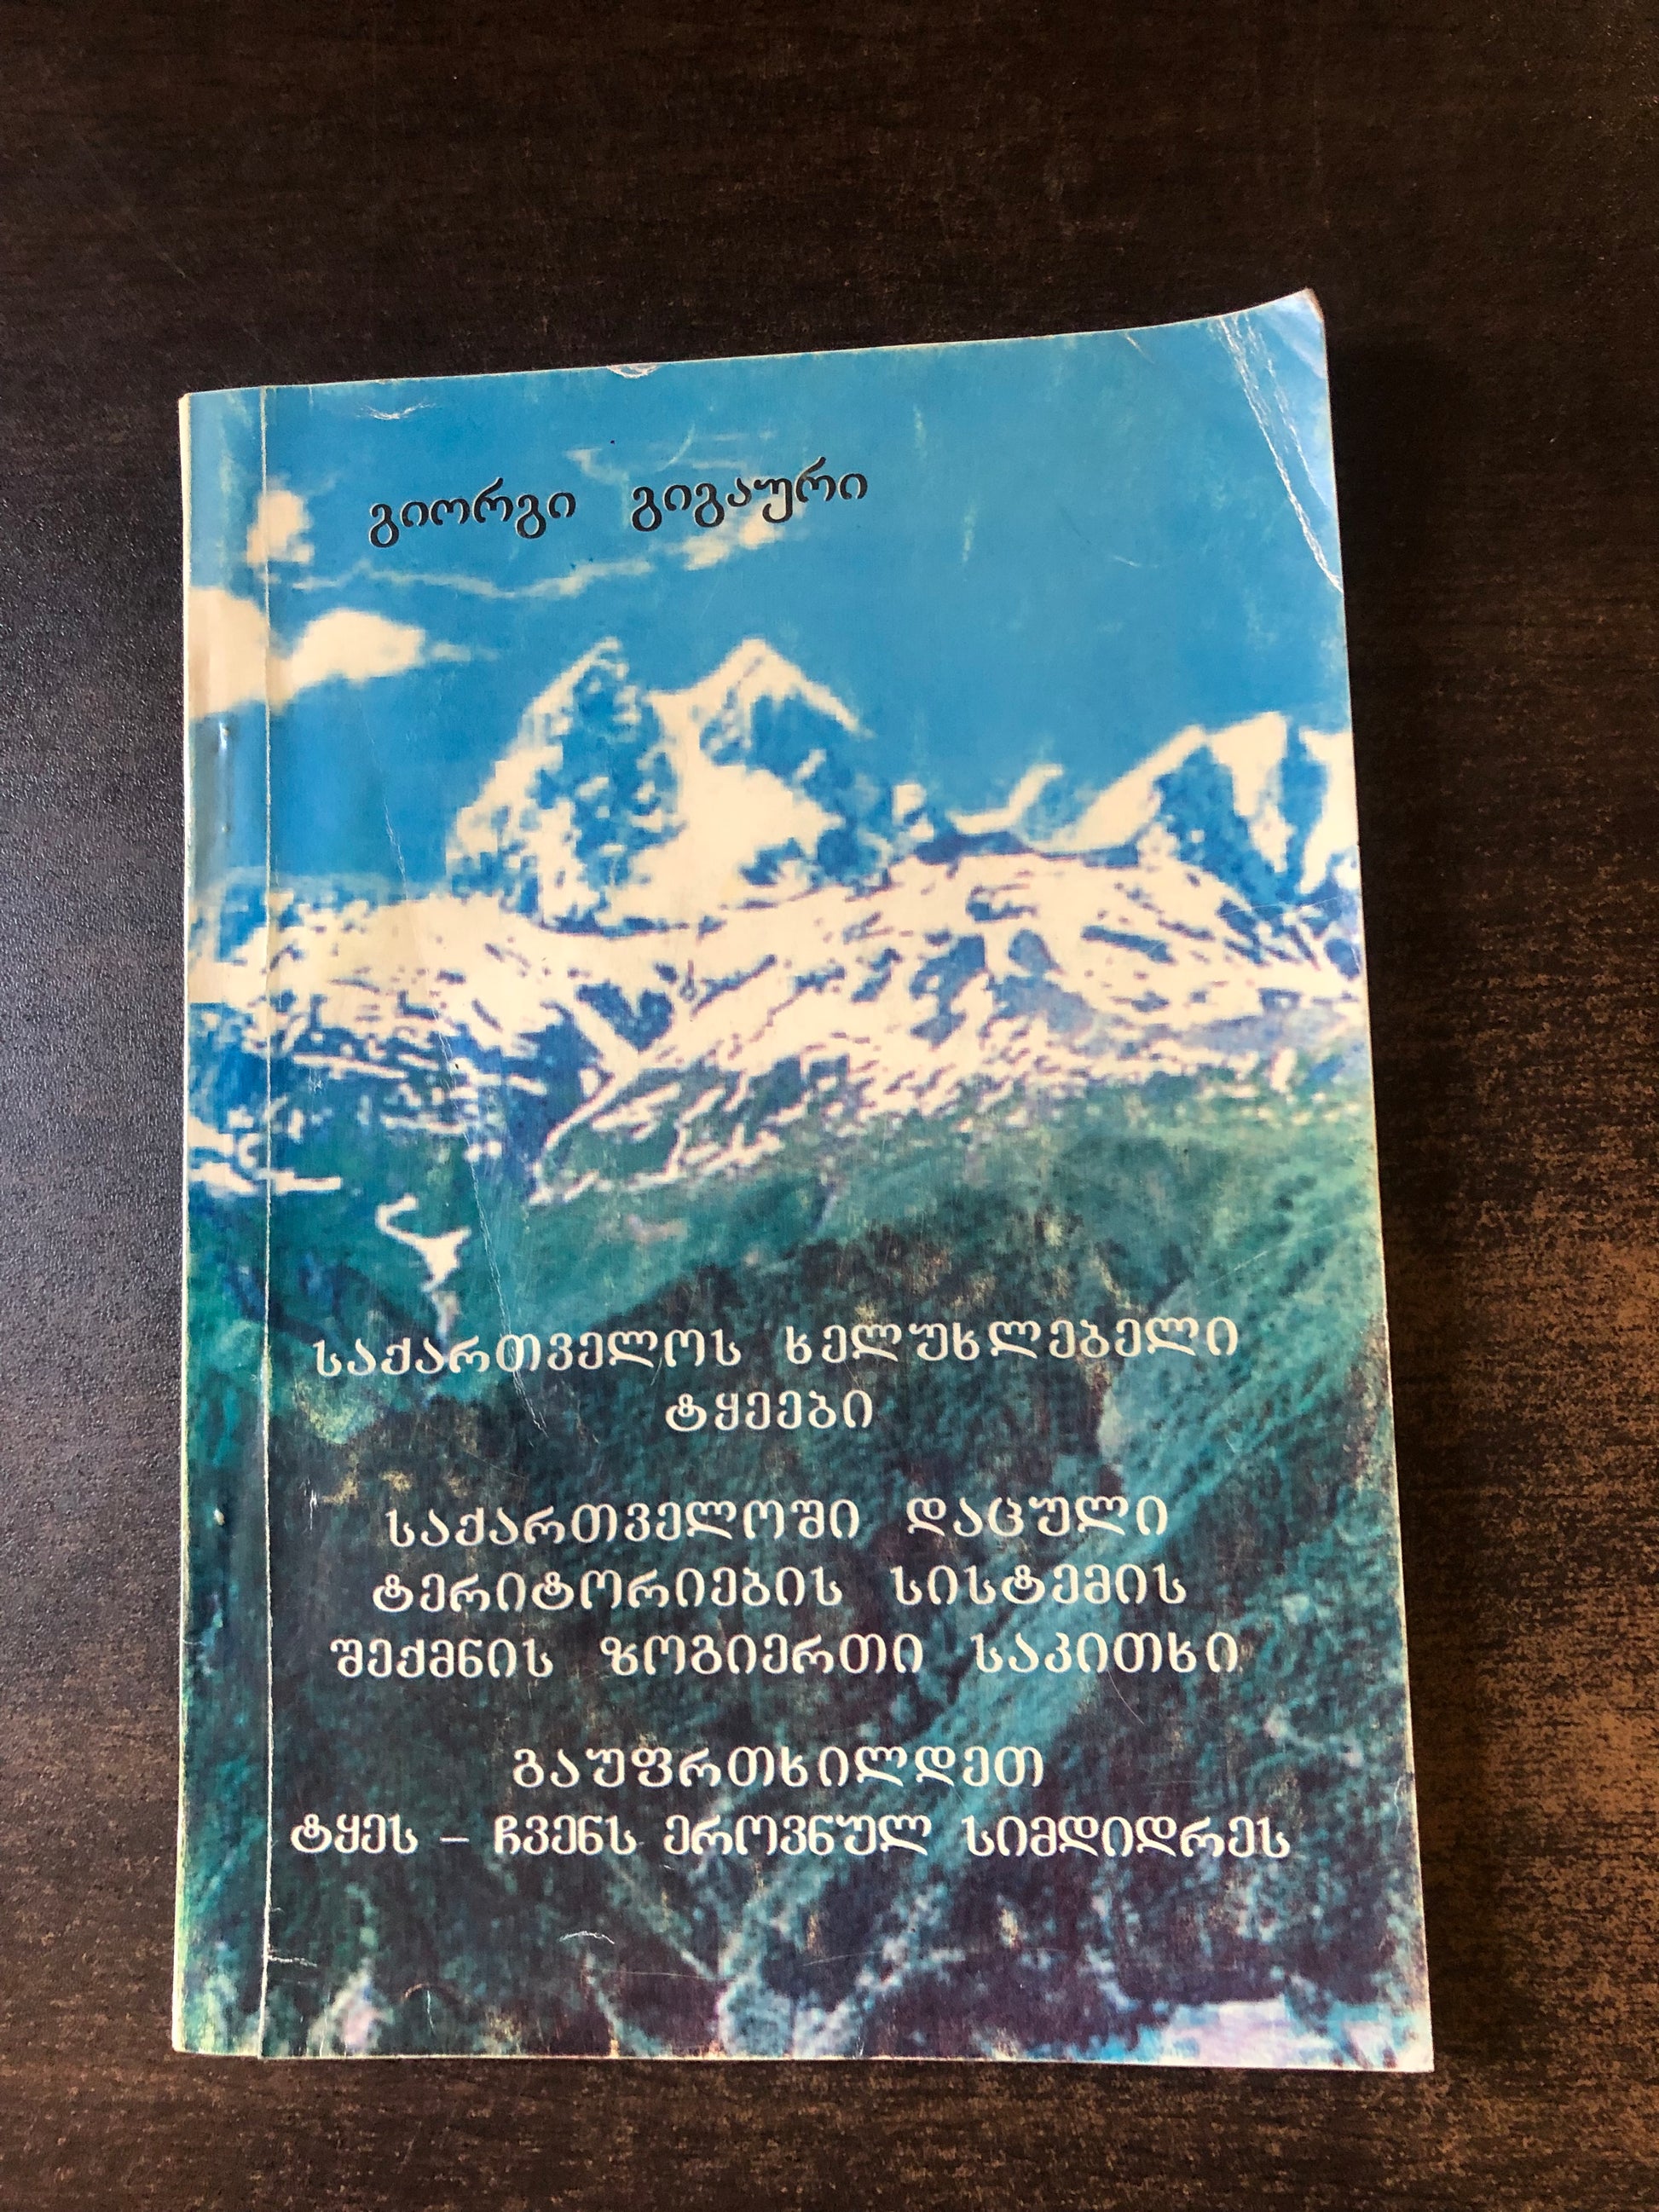 გიორგი გიგაური
საქართველოს ხელუხლებელი
ტყეები
საქართველოში დაცული
ტერიტორიების სისტემის
შექმნის ზოგიერთი საკითხი
გაუფრთხილდეთ
ტყეს – ჩვენს ეროვნულ სიმდიდრეს